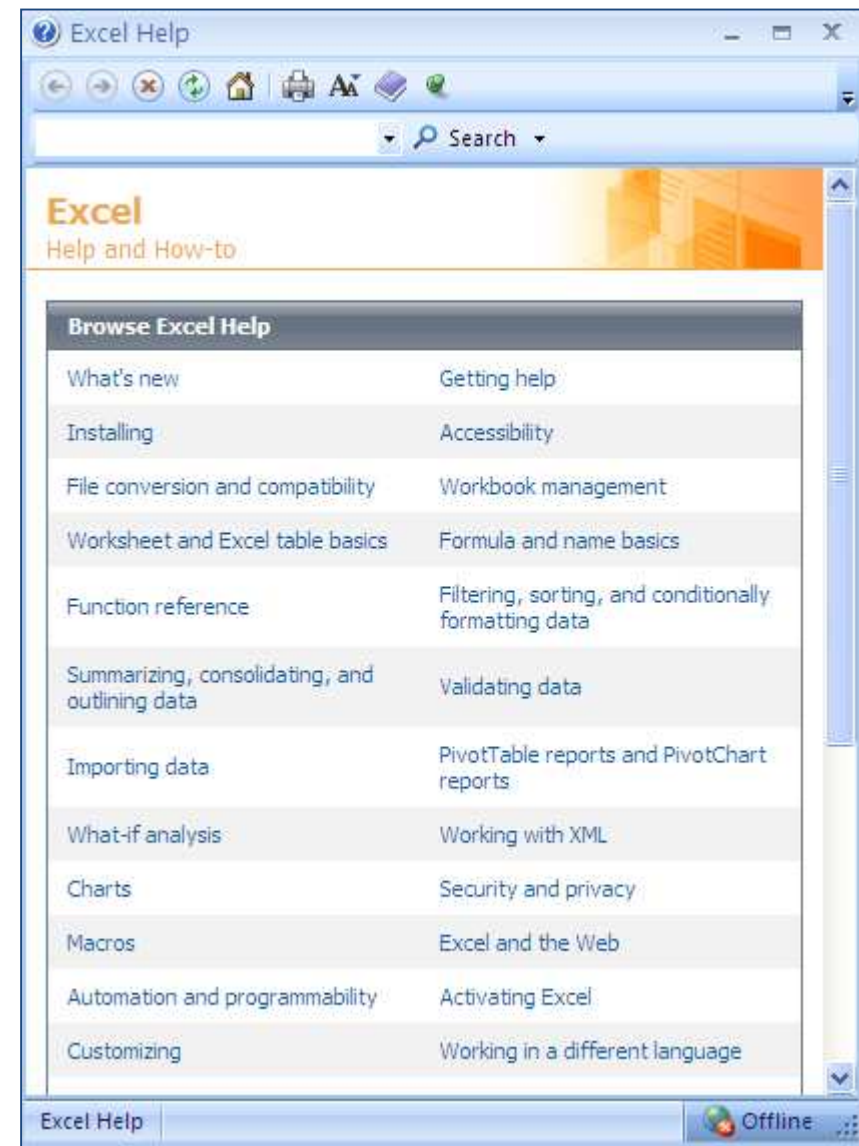 Excel Help
Search
Excel
Help and How-to
Browse Excel Help
What's new
Getting help
Installing
Accessibility
File conversion and compatibility
Workbook management
Worksheet and Excel table basics
Formula and name basics
Function reference
Filtering, sorting, and conditionally
formatting data
Summarizing, consolidating, and
outlining data
Validating data
Importing data
PivotTable reports and PivotChart
reports
What-if analysis
Working with XML
Charts
Security and privacy
Macros
Excel and the Web
Automation and programmability
Activating Excel
Customizing
Working in a different language
Excel Help
Offline